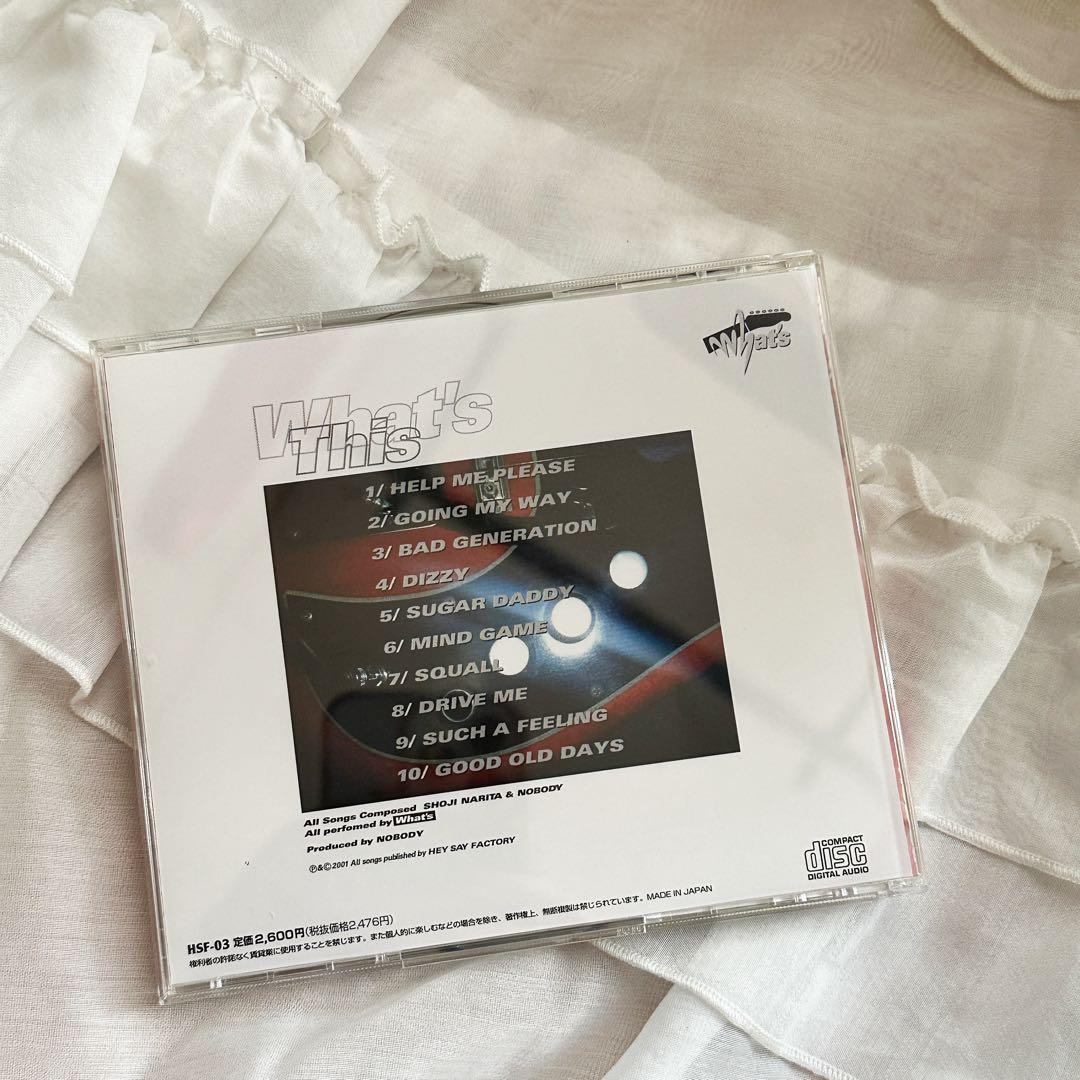 What's
What's
This
1/ HELP ME PLEASE
2/ GOING MY WAY
3/ BAD GENERATION
4/ DIZZY
5/ SUGAR DADDY
6/ MIND GAME
7/ SQUALL
8/ DRIVE ME
9/ SUCH A FEELING
10/ GOOD OLD DAYS
All Songs Composed SHOJI NARITA & NOBODY
All perfomed by What's
Produced by NOBODY
Ⓟ&©2001 All songs published by HEY SAY FACTORY
COMPACT
disc
DIGITAL AUDIO
HSF-03 定価2,600円(税抜価格2,476円)
権利者の許諾なく賃貸業に使用することを禁じます。また個人的に楽しむなどの場合を除き、著作権上、無断複製は禁じられています。 MADE IN JAPAN